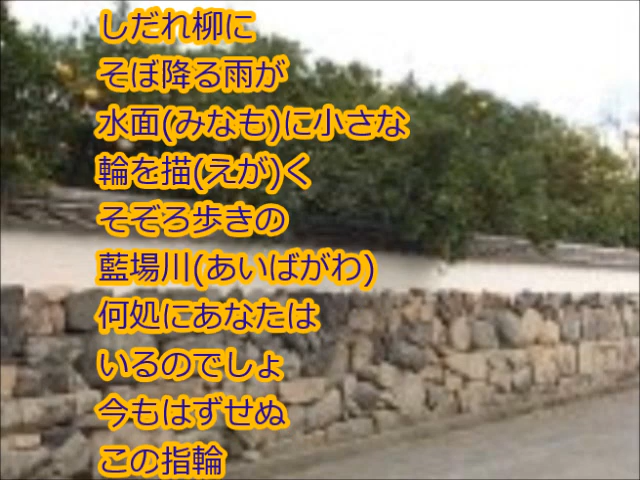 しだれ柳に
そぼ降る雨が
水面(みなも)に小さな
輪を描(えが)く
そぞろ歩きの
藍場川(あいばがわ)
何処にあなたは
いるのでしょ
今もはずせぬ
この指輪